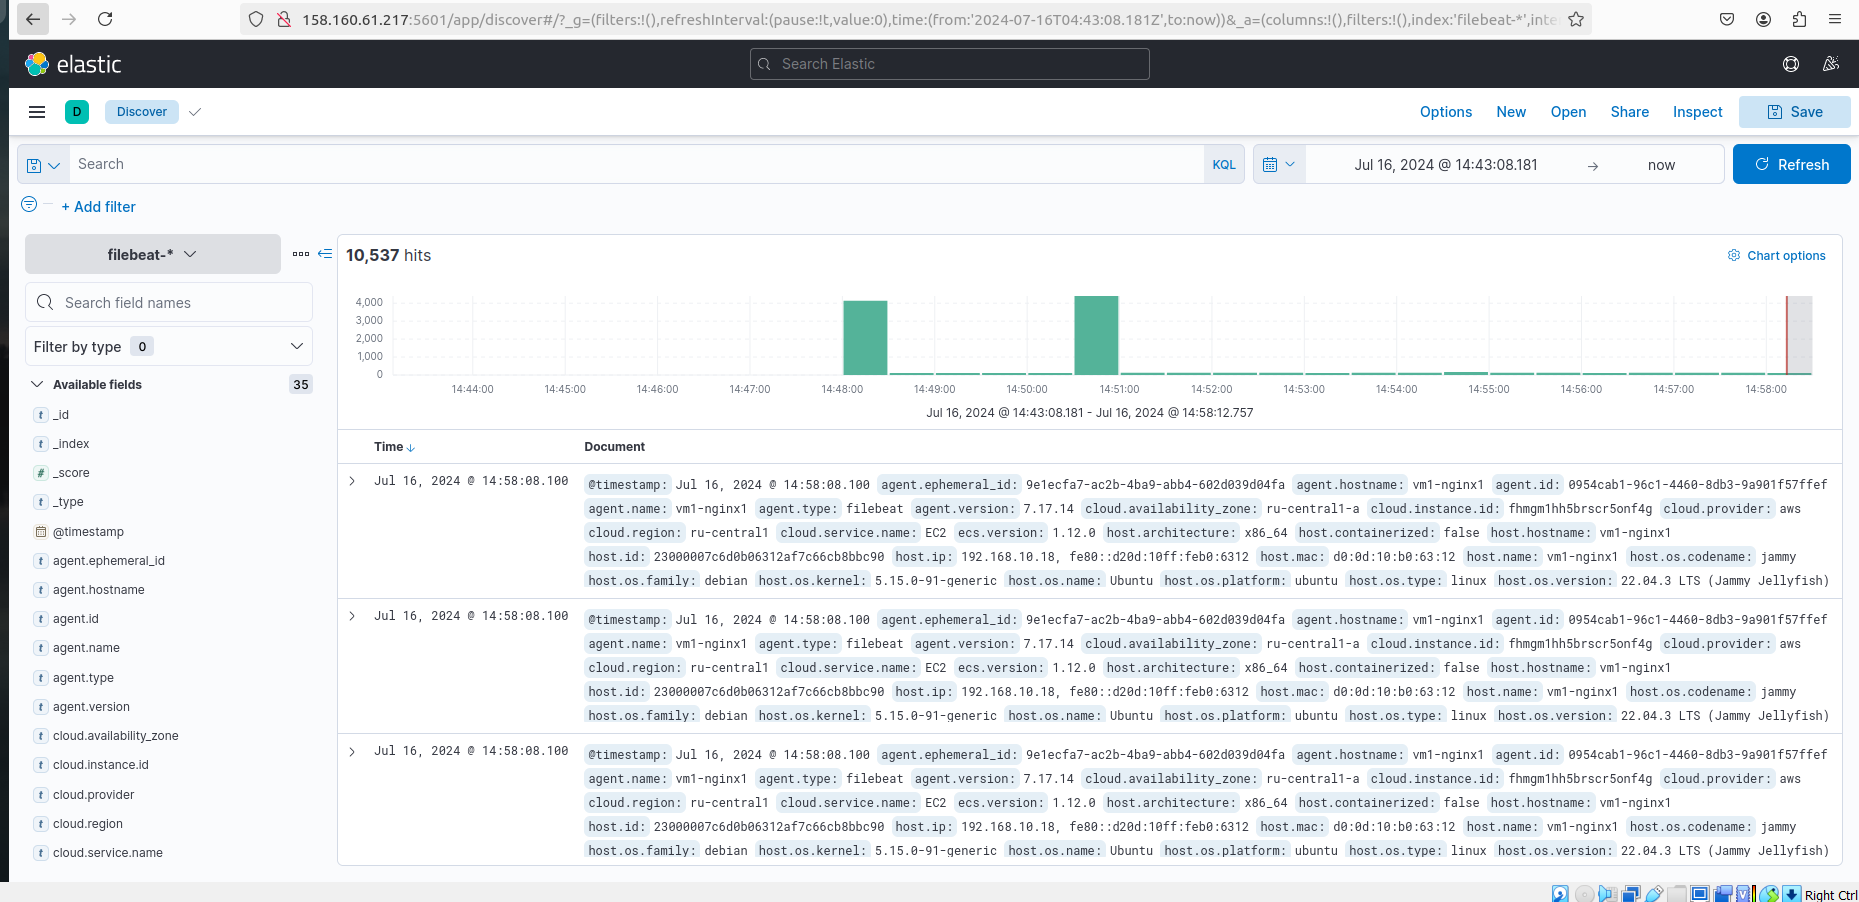 158.160.61.217:5601/app/discover#/?_g=(filters:!(),refreshInterval:(pause:!t,value:0),time:(from:'2024-07-16T04:43:08.181Z',to:now))&_a=(columns:!(),filters:!(),index:'filebeat-*',inte
elastic
Search Elastic
D Discover Options New Open Share Inspect Save
Search KQL Jul 16, 2024 @ 14:43:08.181 → now Refresh
+ Add filter
filebeat-*
Search field names
Filter by type 0
Available fields 35
t _id
t _index
# _score
t _type
@timestamp
t agent.ephemeral_id
t agent.hostname
t agent.id
t agent.name
t agent.type
t agent.version
t cloud.availability_zone
t cloud.instance.id
t cloud.provider
t cloud.region
t cloud.service.name
10,537 hits Chart options
4,000
3,000
2,000
1,000
0
14:44:00 14:45:00 14:46:00 14:47:00 14:48:00 14:49:00 14:50:00 14:51:00 14:52:00 14:53:00 14:54:00 14:55:00 14:56:00 14:57:00 14:58:00
Jul 16, 2024 @ 14:43:08.181 - Jul 16, 2024 @ 14:58:12.757
Time Document
Jul 16, 2024 @ 14:58:08.100 @timestamp: Jul 16, 2024 @ 14:58:08.100 agent.ephemeral_id: 9e1ecfa7-ac2b-4ba9-abb4-602d039d04fa agent.hostname: vm1-nginx1 agent.id: 0954cab1-96c1-4460-8db3-9a901f57ffef
agent.name: vm1-nginx1 agent.type: filebeat agent.version: 7.17.14 cloud.availability_zone: ru-central1-a cloud.instance.id: fhmgm1hh5brscr5onf4g cloud.provider: aws
cloud.region: ru-central1 cloud.service.name: EC2 ecs.version: 1.12.0 host.architecture: x86_64 host.containerized: false host.hostname: vm1-nginx1
host.id: 23000007c6d0b06312af7c66cb8bbc90 host.ip: 192.168.10.18, fe80::d20d:10ff:feb0:6312 host.mac: d0:0d:10:b0:63:12 host.name: vm1-nginx1 host.os.codename: jammy
host.os.family: debian host.os.kernel: 5.15.0-91-generic host.os.name: Ubuntu host.os.platform: ubuntu host.os.type: linux host.os.version: 22.04.3 LTS (Jammy Jellyfish)
Jul 16, 2024 @ 14:58:08.100 @timestamp: Jul 16, 2024 @ 14:58:08.100 agent.ephemeral_id: 9e1ecfa7-ac2b-4ba9-abb4-602d039d04fa agent.hostname: vm1-nginx1 agent.id: 0954cab1-96c1-4460-8db3-9a901f57ffef
agent.name: vm1-nginx1 agent.type: filebeat agent.version: 7.17.14 cloud.availability_zone: ru-central1-a cloud.instance.id: fhmgm1hh5brscr5onf4g cloud.provider: aws
cloud.region: ru-central1 cloud.service.name: EC2 ecs.version: 1.12.0 host.architecture: x86_64 host.containerized: false host.hostname: vm1-nginx1
host.id: 23000007c6d0b06312af7c66cb8bbc90 host.ip: 192.168.10.18, fe80::d20d:10ff:feb0:6312 host.mac: d0:0d:10:b0:63:12 host.name: vm1-nginx1 host.os.codename: jammy
host.os.family: debian host.os.kernel: 5.15.0-91-generic host.os.name: Ubuntu host.os.platform: ubuntu host.os.type: linux host.os.version: 22.04.3 LTS (Jammy Jellyfish)
Jul 16, 2024 @ 14:58:08.100 @timestamp: Jul 16, 2024 @ 14:58:08.100 agent.ephemeral_id: 9e1ecfa7-ac2b-4ba9-abb4-602d039d04fa agent.hostname: vm1-nginx1 agent.id: 0954cab1-96c1-4460-8db3-9a901f57ffef
agent.name: vm1-nginx1 agent.type: filebeat agent.version: 7.17.14 cloud.availability_zone: ru-central1-a cloud.instance.id: fhmgm1hh5brscr5onf4g cloud.provider: aws
cloud.region: ru-central1 cloud.service.name: EC2 ecs.version: 1.12.0 host.architecture: x86_64 host.containerized: false host.hostname: vm1-nginx1
host.id: 23000007c6d0b06312af7c66cb8bbc90 host.ip: 192.168.10.18, fe80::d20d:10ff:feb0:6312 host.mac: d0:0d:10:b0:63:12 host.name: vm1-nginx1 host.os.codename: jammy
host.os.family: debian host.os.kernel: 5.15.0-91-generic host.os.name: Ubuntu host.os.platform: ubuntu host.os.type: linux host.os.version: 22.04.3 LTS (Jammy Jellyfish)
Right Ctrl